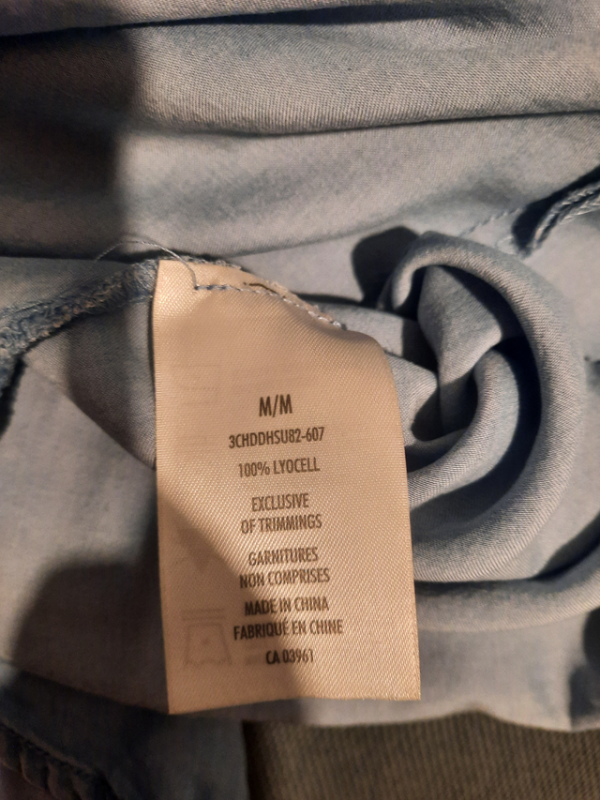 M/M
3CHDDHSU82-607
100% LYOCELL
EXCLUSIVE
OF TRIMMINGS
GARNITURES
NON COMPRISES
MADE IN CHINA
FABRIQUÉ EN CHINE
CA 03961